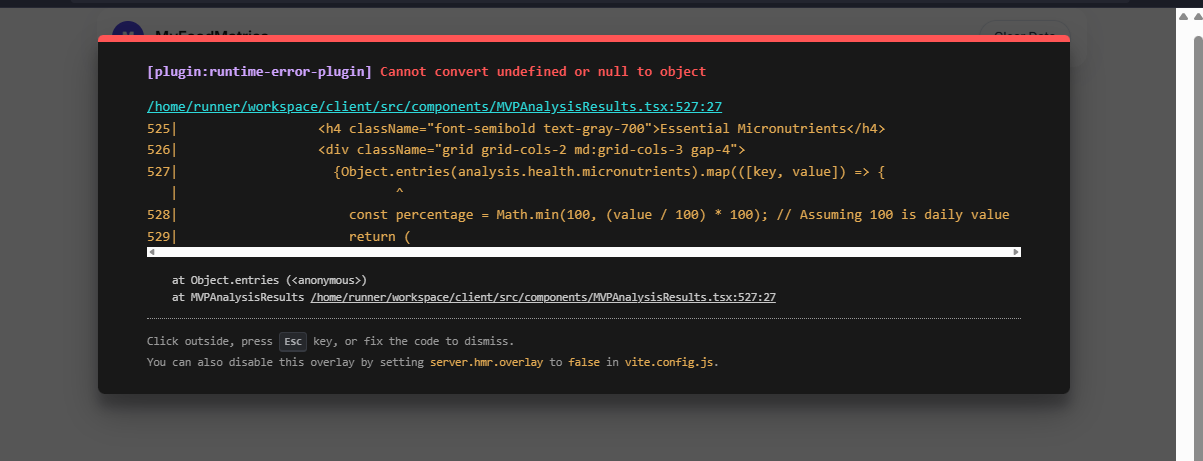 MyFoodMetrics
Clear Data
[plugin:runtime-error-plugin] Cannot convert undefined or null to object
/home/runner/workspace/client/src/components/MVPAnalysisResults.tsx:527:27
525|                  <h4 className="font-semibold text-gray-700">Essential Micronutrients</h4>
526|                  <div className="grid grid-cols-2 md:grid-cols-3 gap-4">
527|                    {Object.entries(analysis.health.micronutrients).map(([key, value]) => {
   |                            ^
528|                      const percentage = Math.min(100, (value / 100) * 100); // Assuming 100 is daily value
529|                      return (
at Object.entries (<anonymous>)
at MVPAnalysisResults /home/runner/workspace/client/src/components/MVPAnalysisResults.tsx:527:27
Click outside, press Esc key, or fix the code to dismiss.
You can also disable this overlay by setting server.hmr.overlay to false in vite.config.js.